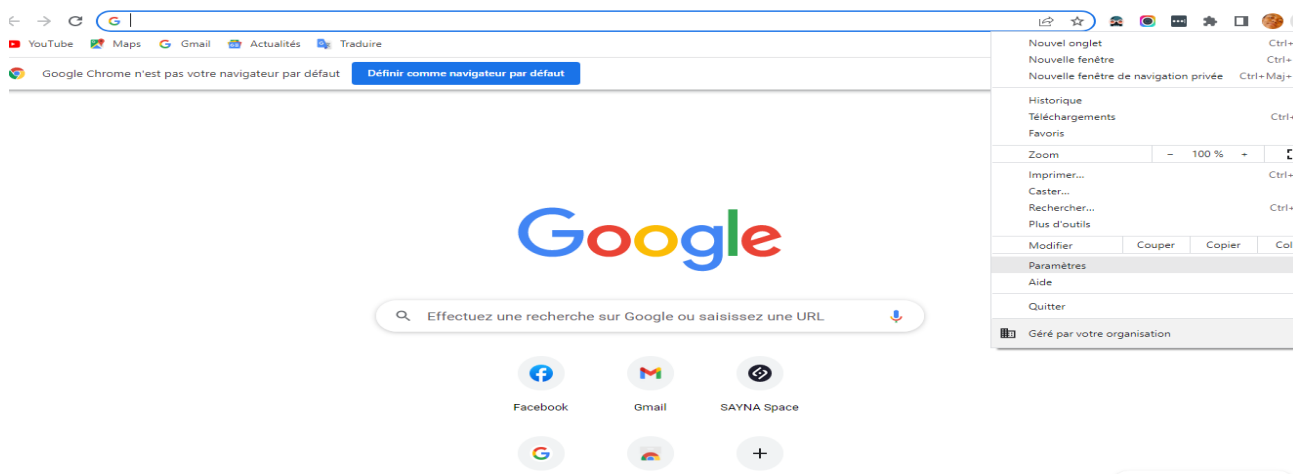 YouTube Maps Gmail Actualités Traduire
Google Chrome n'est pas votre navigateur par défaut Définir comme navigateur par défaut
Nouvel onglet Ctrl+
Nouvelle fenêtre Ctrl+
Nouvelle fenêtre de navigation privée Ctrl+Maj+
Historique
Téléchargements Ctrl+
Favoris
Zoom - 100 % +
Imprimer... Ctrl+
Caster...
Rechercher... Ctrl+
Plus d'outils
Modifier Couper Copier Col
Paramètres
Aide
Quitter
Géré par votre organisation
Google
Effectuez une recherche sur Google ou saisissez une URL
Facebook Gmail SAYNA Space